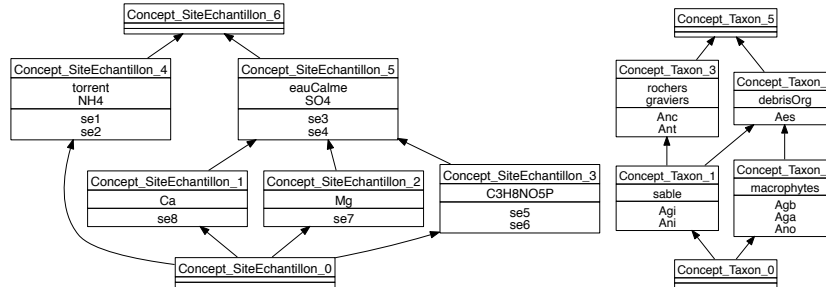 Concept_SiteEchantillon_6
Concept_SiteEchantillon_4
torrent
NH4
se1
se2
Concept_SiteEchantillon_5
eauCalme
SO4
se3
se4
Concept_SiteEchantillon_1
Ca
se8
Concept_SiteEchantillon_2
Mg
se7
Concept_SiteEchantillon_3
C3H8NO5P
se5
se6
Concept_SiteEchantillon_0
Concept_Taxon_5
Concept_Taxon_3
rochers
graviers
Anc
Ant
Concept_Taxon_
debrisOrg
Aes
Concept_Taxon_1
sable
Agi
Ani
Concept_Taxon_
macrophytes
Agb
Aga
Ano
Concept_Taxon_0